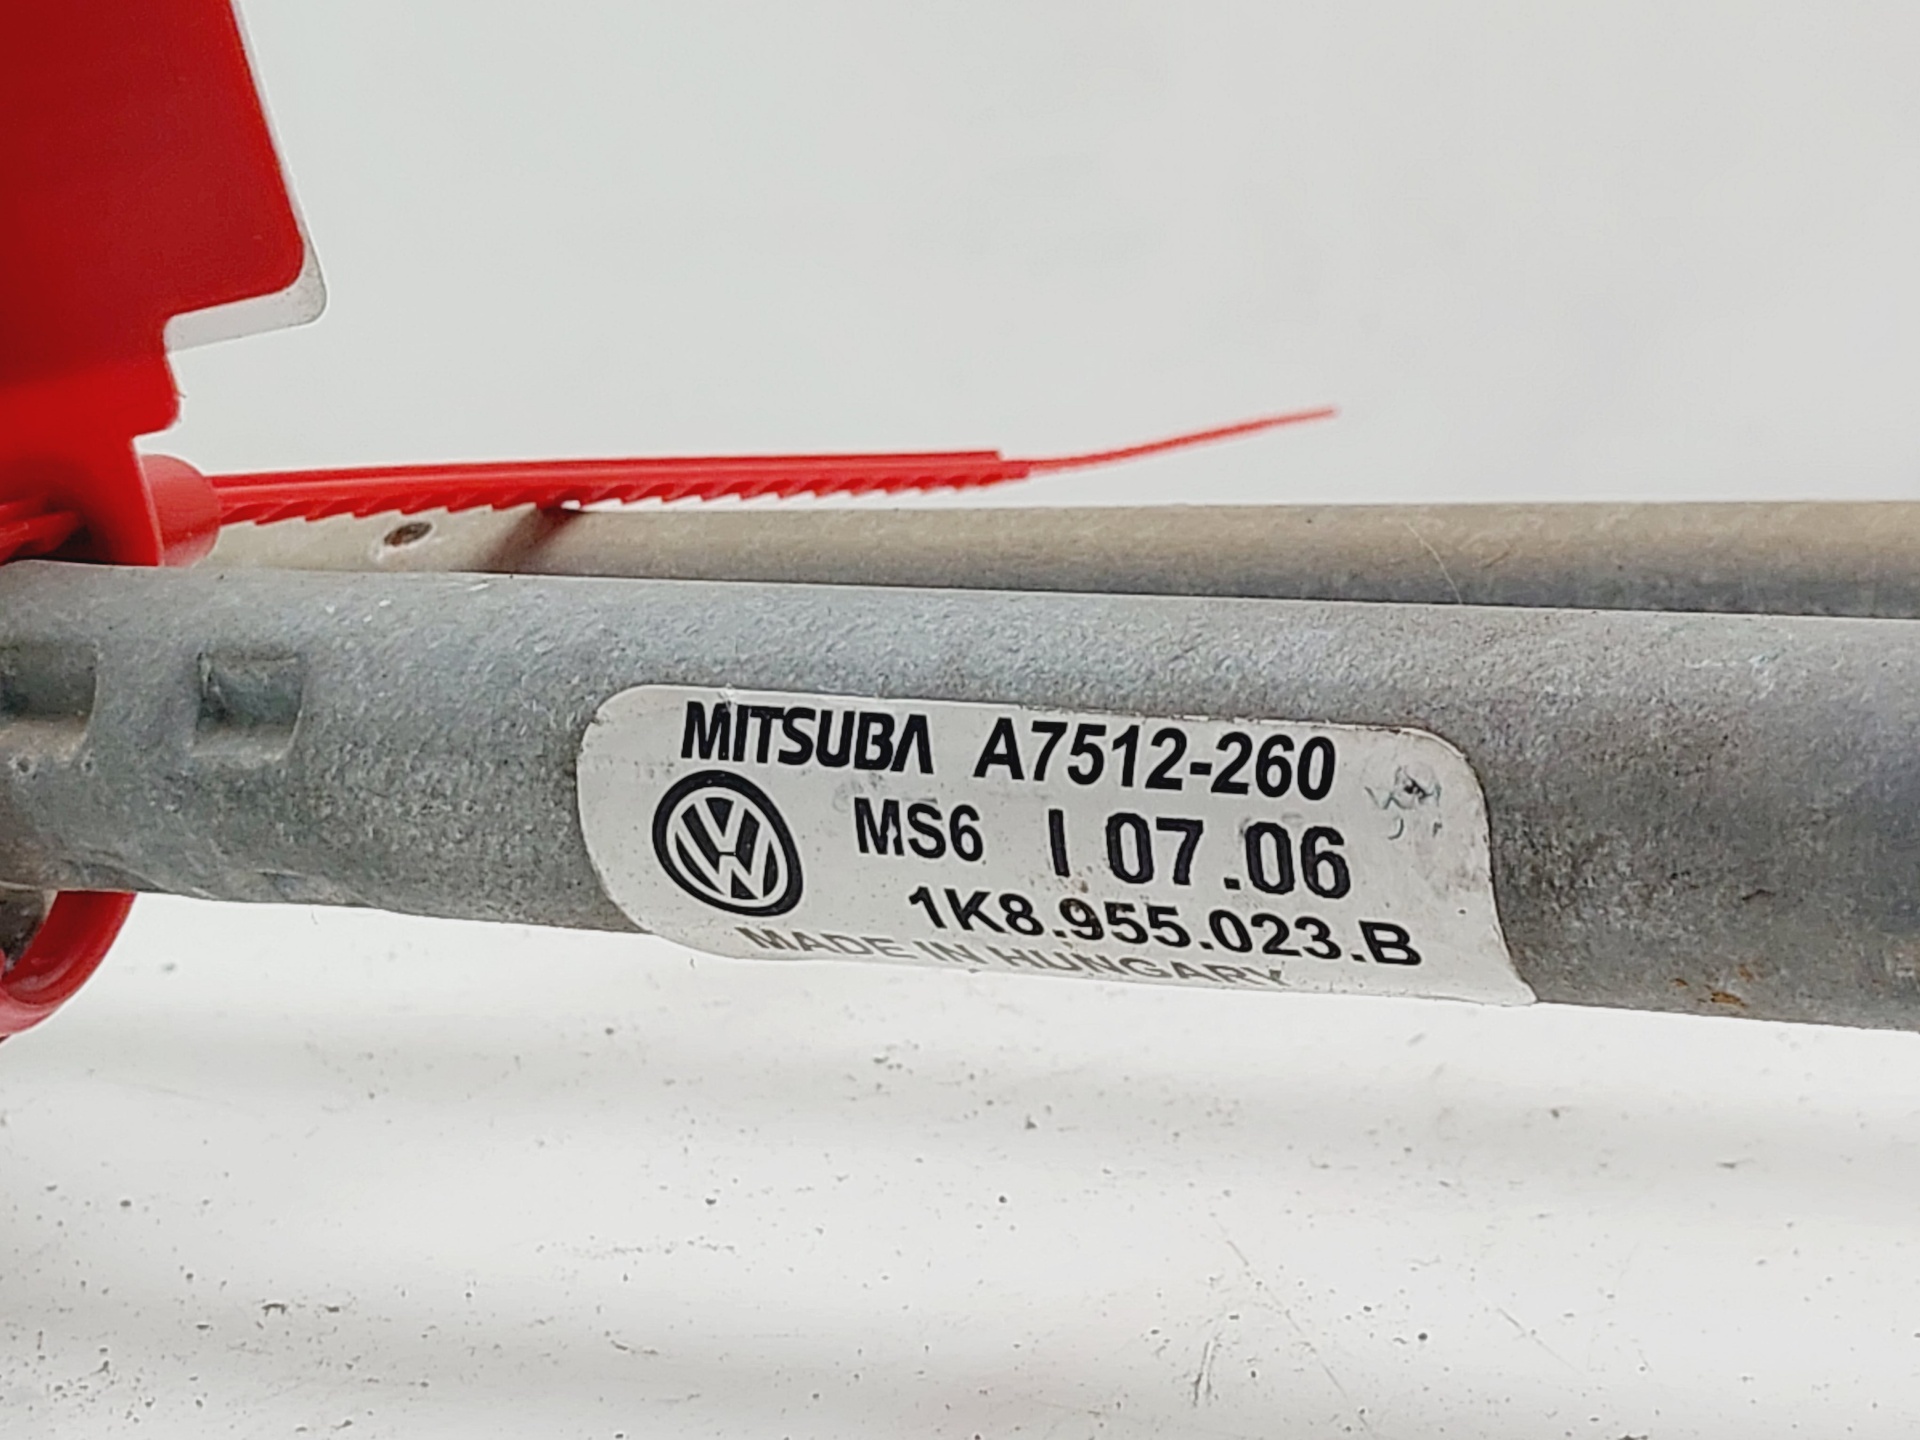 MITSUBA A7512-260
MS6 I 07.06
1K8.955.023.B
MADE IN HUNGARY